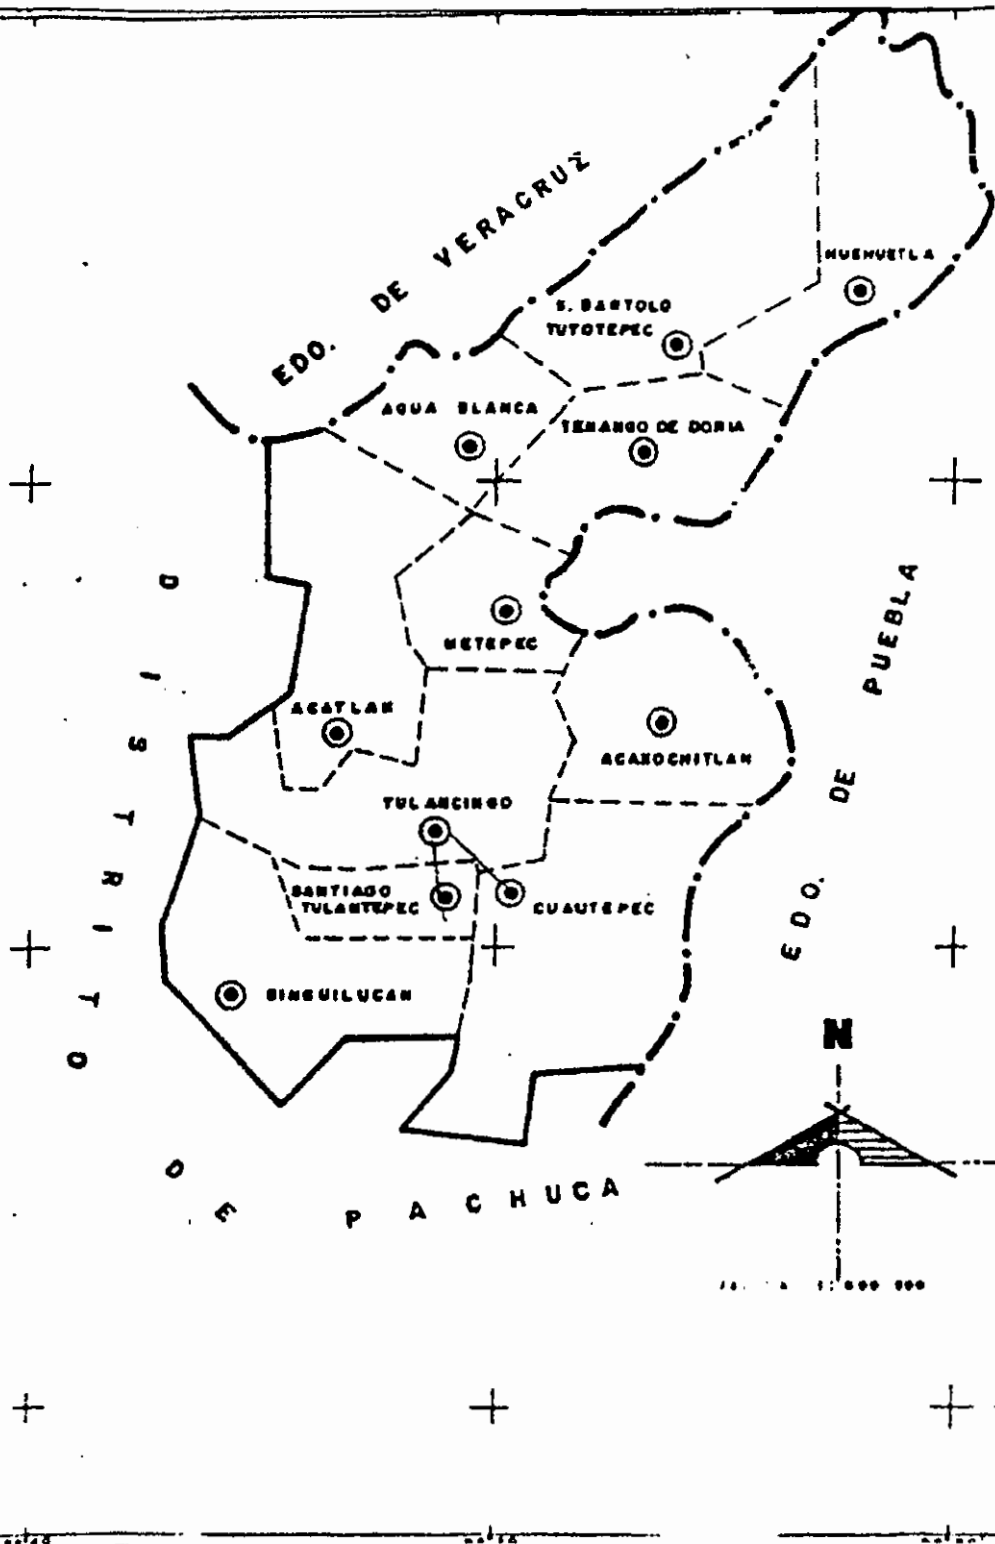 EDO. DE VERACRUZ
HUEHUETLA
S. BARTOLO
TUTOTEPEC
AGUA BLANCA
TENANGO DE DORIA
METEPEC
ACATLAN
ACAXOCHITLAN
TULANCINGO
SANTIAGO
TULANTEPEC
CUAUTEPEC
SINGUILUCAN
EDO. DE PUEBLA
DISTRITO DE PACHUCA
N